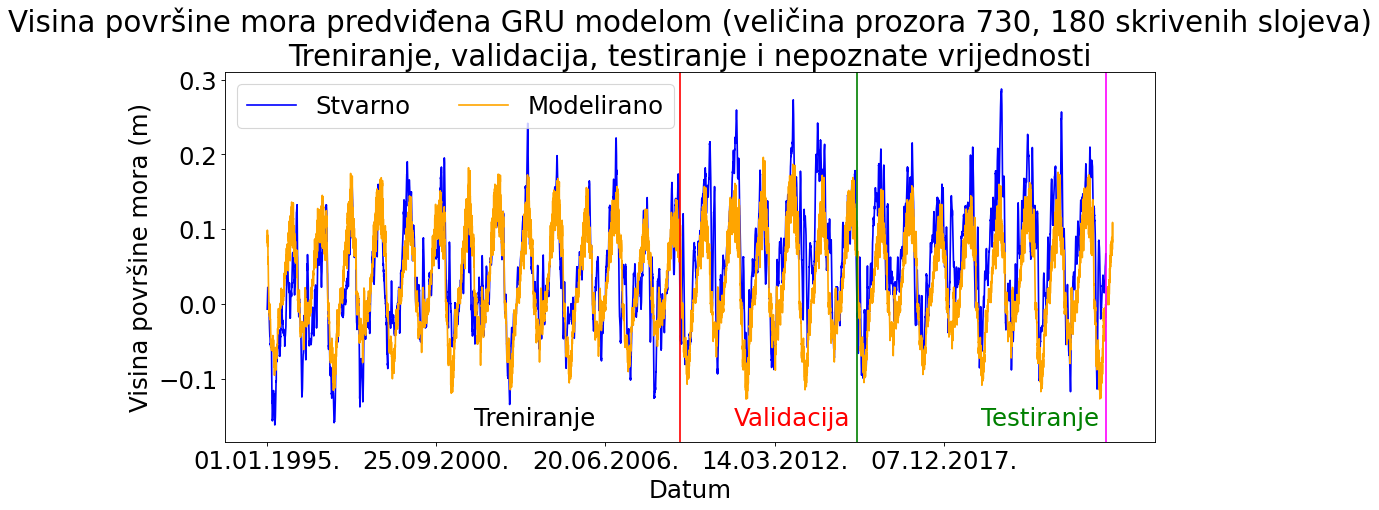 Visina površine mora predviđena GRU modelom (veličina prozora 730, 180 skrivenih slojeva)
Treniranje, validacija, testiranje i nepoznate vrijednosti
Stvarno Modelirano
0.3
0.2
0.1
0.0
−0.1
Visina površine mora (m)
Treniranje Validacija Testiranje
01.01.1995. 25.09.2000. 20.06.2006. 14.03.2012. 07.12.2017.
Datum